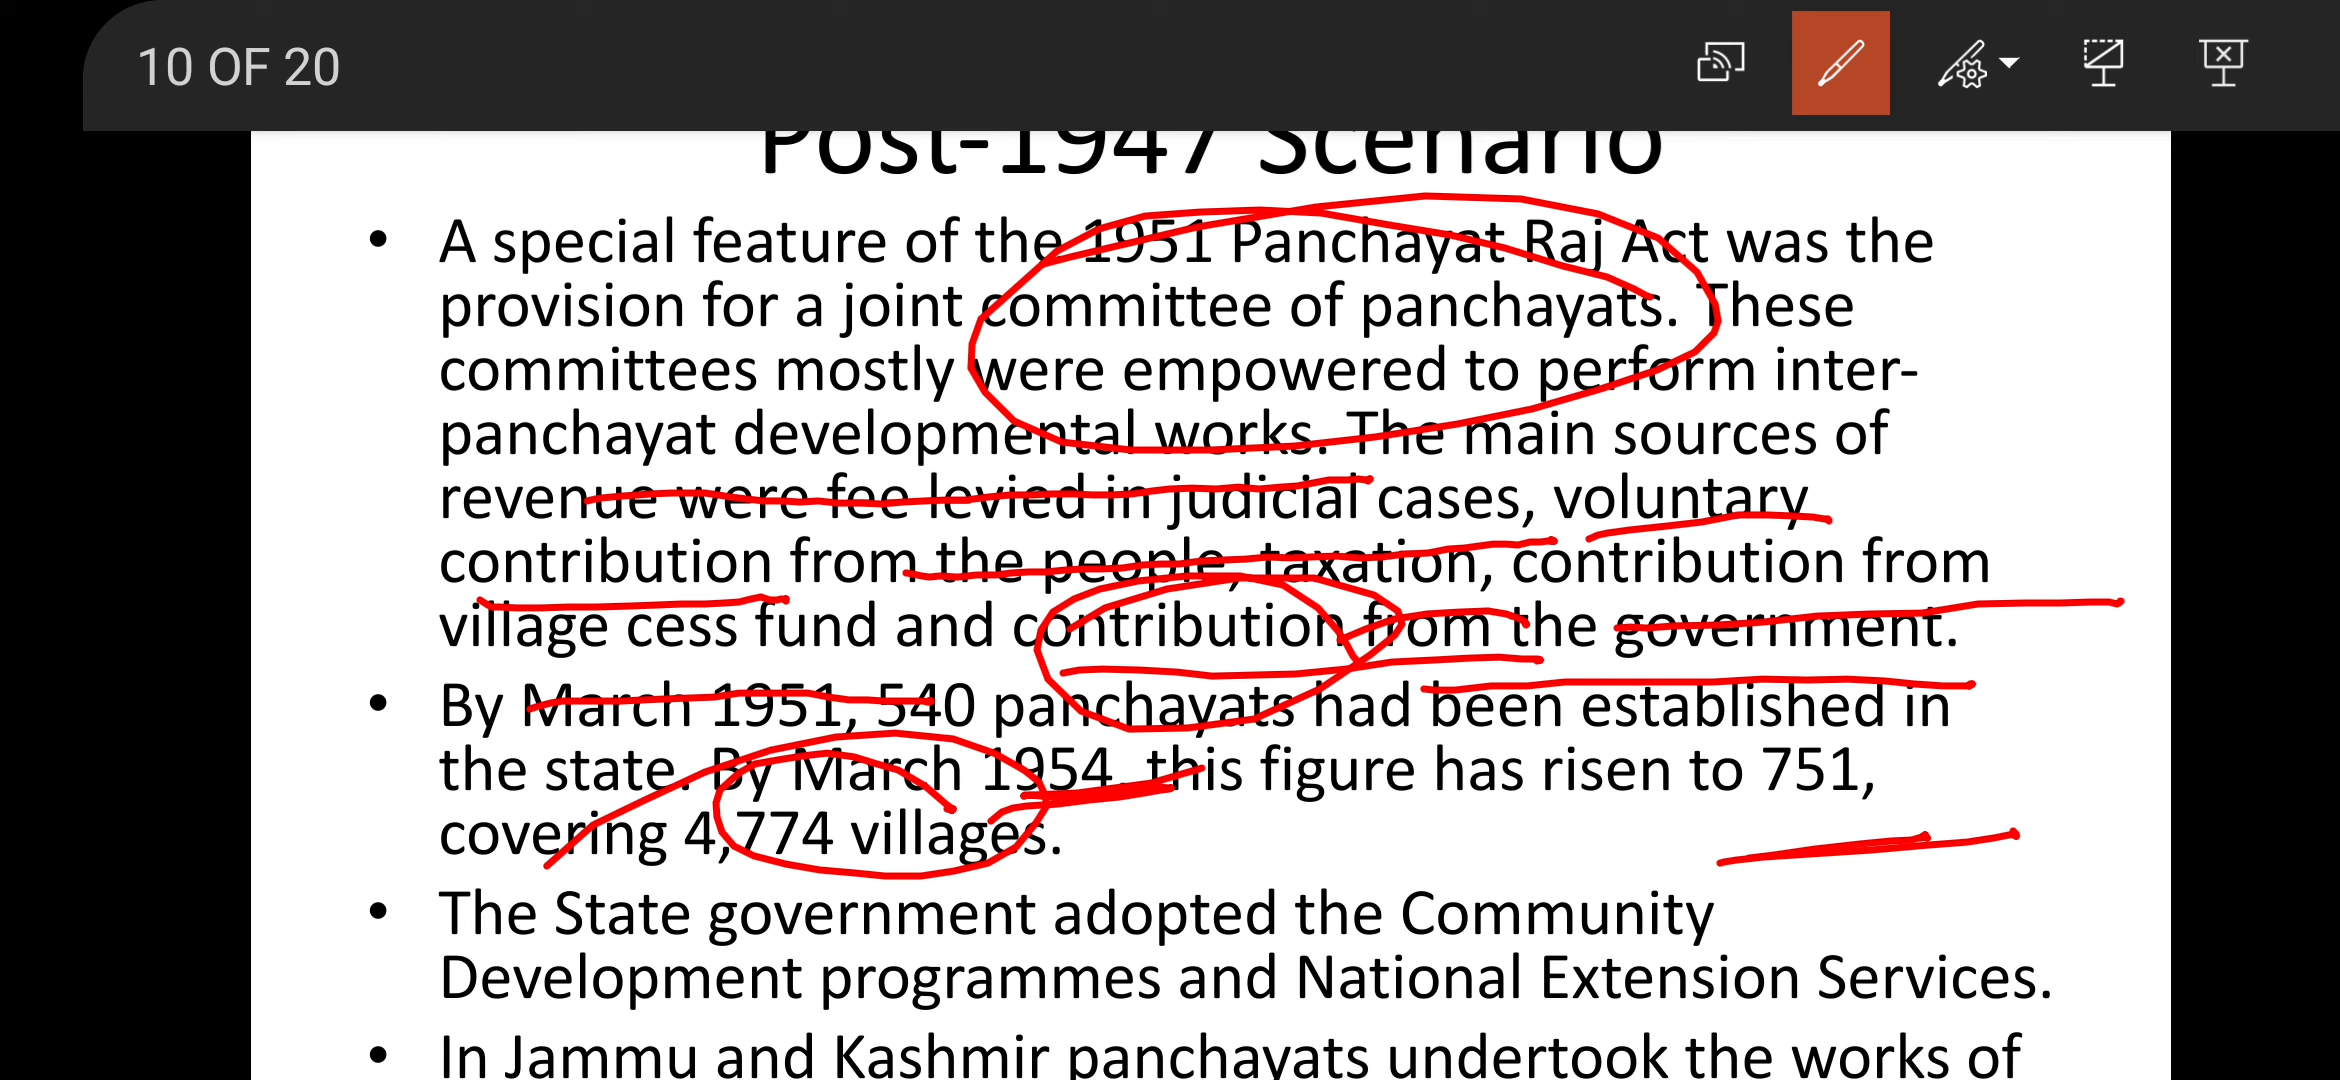 10 OF 20
Post-1947 Scenario
• A special feature of the 1951 Panchayat Raj Act was the
provision for a joint committee of panchayats. These
committees mostly were empowered to perform inter-
panchayat developmental works. The main sources of
revenue were fee levied in judicial cases, voluntary
contribution from the people, taxation, contribution from
village cess fund and contribution from the government.
• By March 1951, 540 panchayats had been established in
the state. By March 1954, this figure has risen to 751,
covering 4,774 villages.
• The State government adopted the Community
Development programmes and National Extension Services.
• In Jammu and Kashmir panchayats undertook the works of